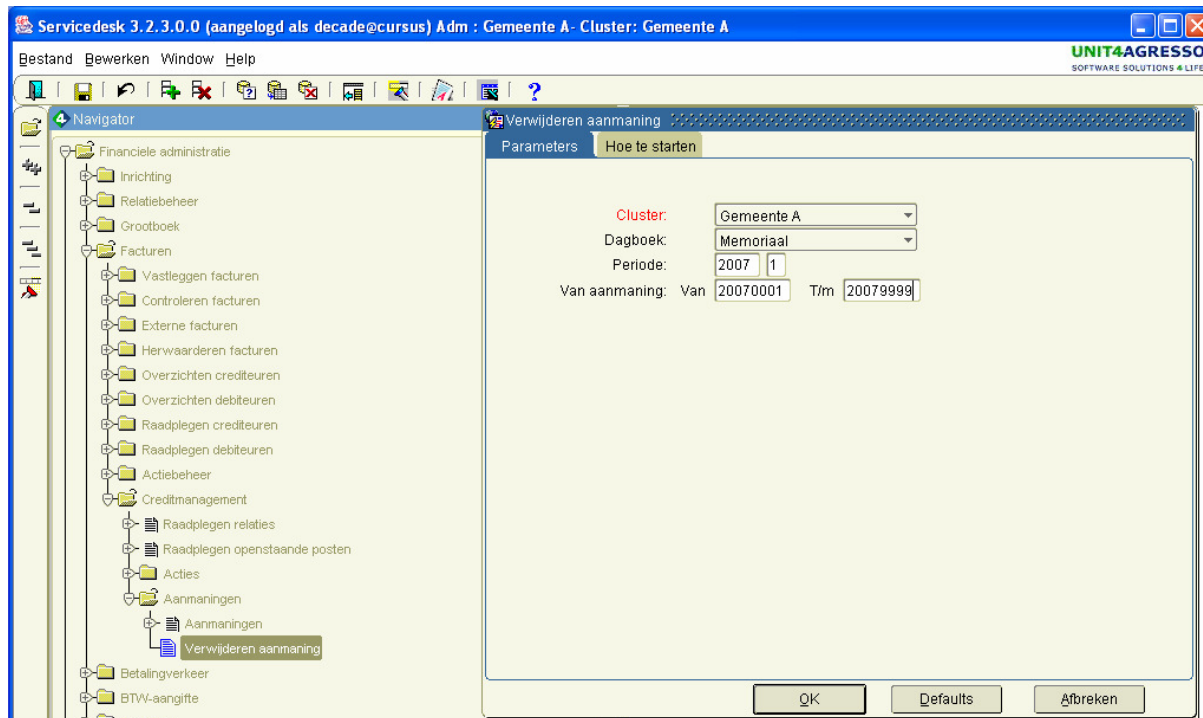 Servicedesk 3.2.3.0.0 (aangelogd als decade@cursus) Adm : Gemeente A- Cluster: Gemeente A
Bestand Bewerken Window Help
UNIT4AGRESSO
SOFTWARE SOLUTIONS 4 LIFE
Navigator
Financiele administratie
Inrichting
Relatiebeheer
Grootboek
Facturen
Vastleggen facturen
Controleren facturen
Externe facturen
Herwaarderen facturen
Overzichten crediteuren
Overzichten debiteuren
Raadplegen crediteuren
Raadplegen debiteuren
Actiebeheer
Creditmanagement
Raadplegen relaties
Raadplegen openstaande posten
Acties
Aanmaningen
Aanmaningen
Verwijderen aanmaning
Betalingverkeer
BTW-aangifte
Verwijderen aanmaning
Parameters Hoe te starten
Cluster: Gemeente A
Dagboek: Memoriaal
Periode: 2007 1
Van aanmaning: Van 20070001 T/m 20079999
OK Defaults Afbreken